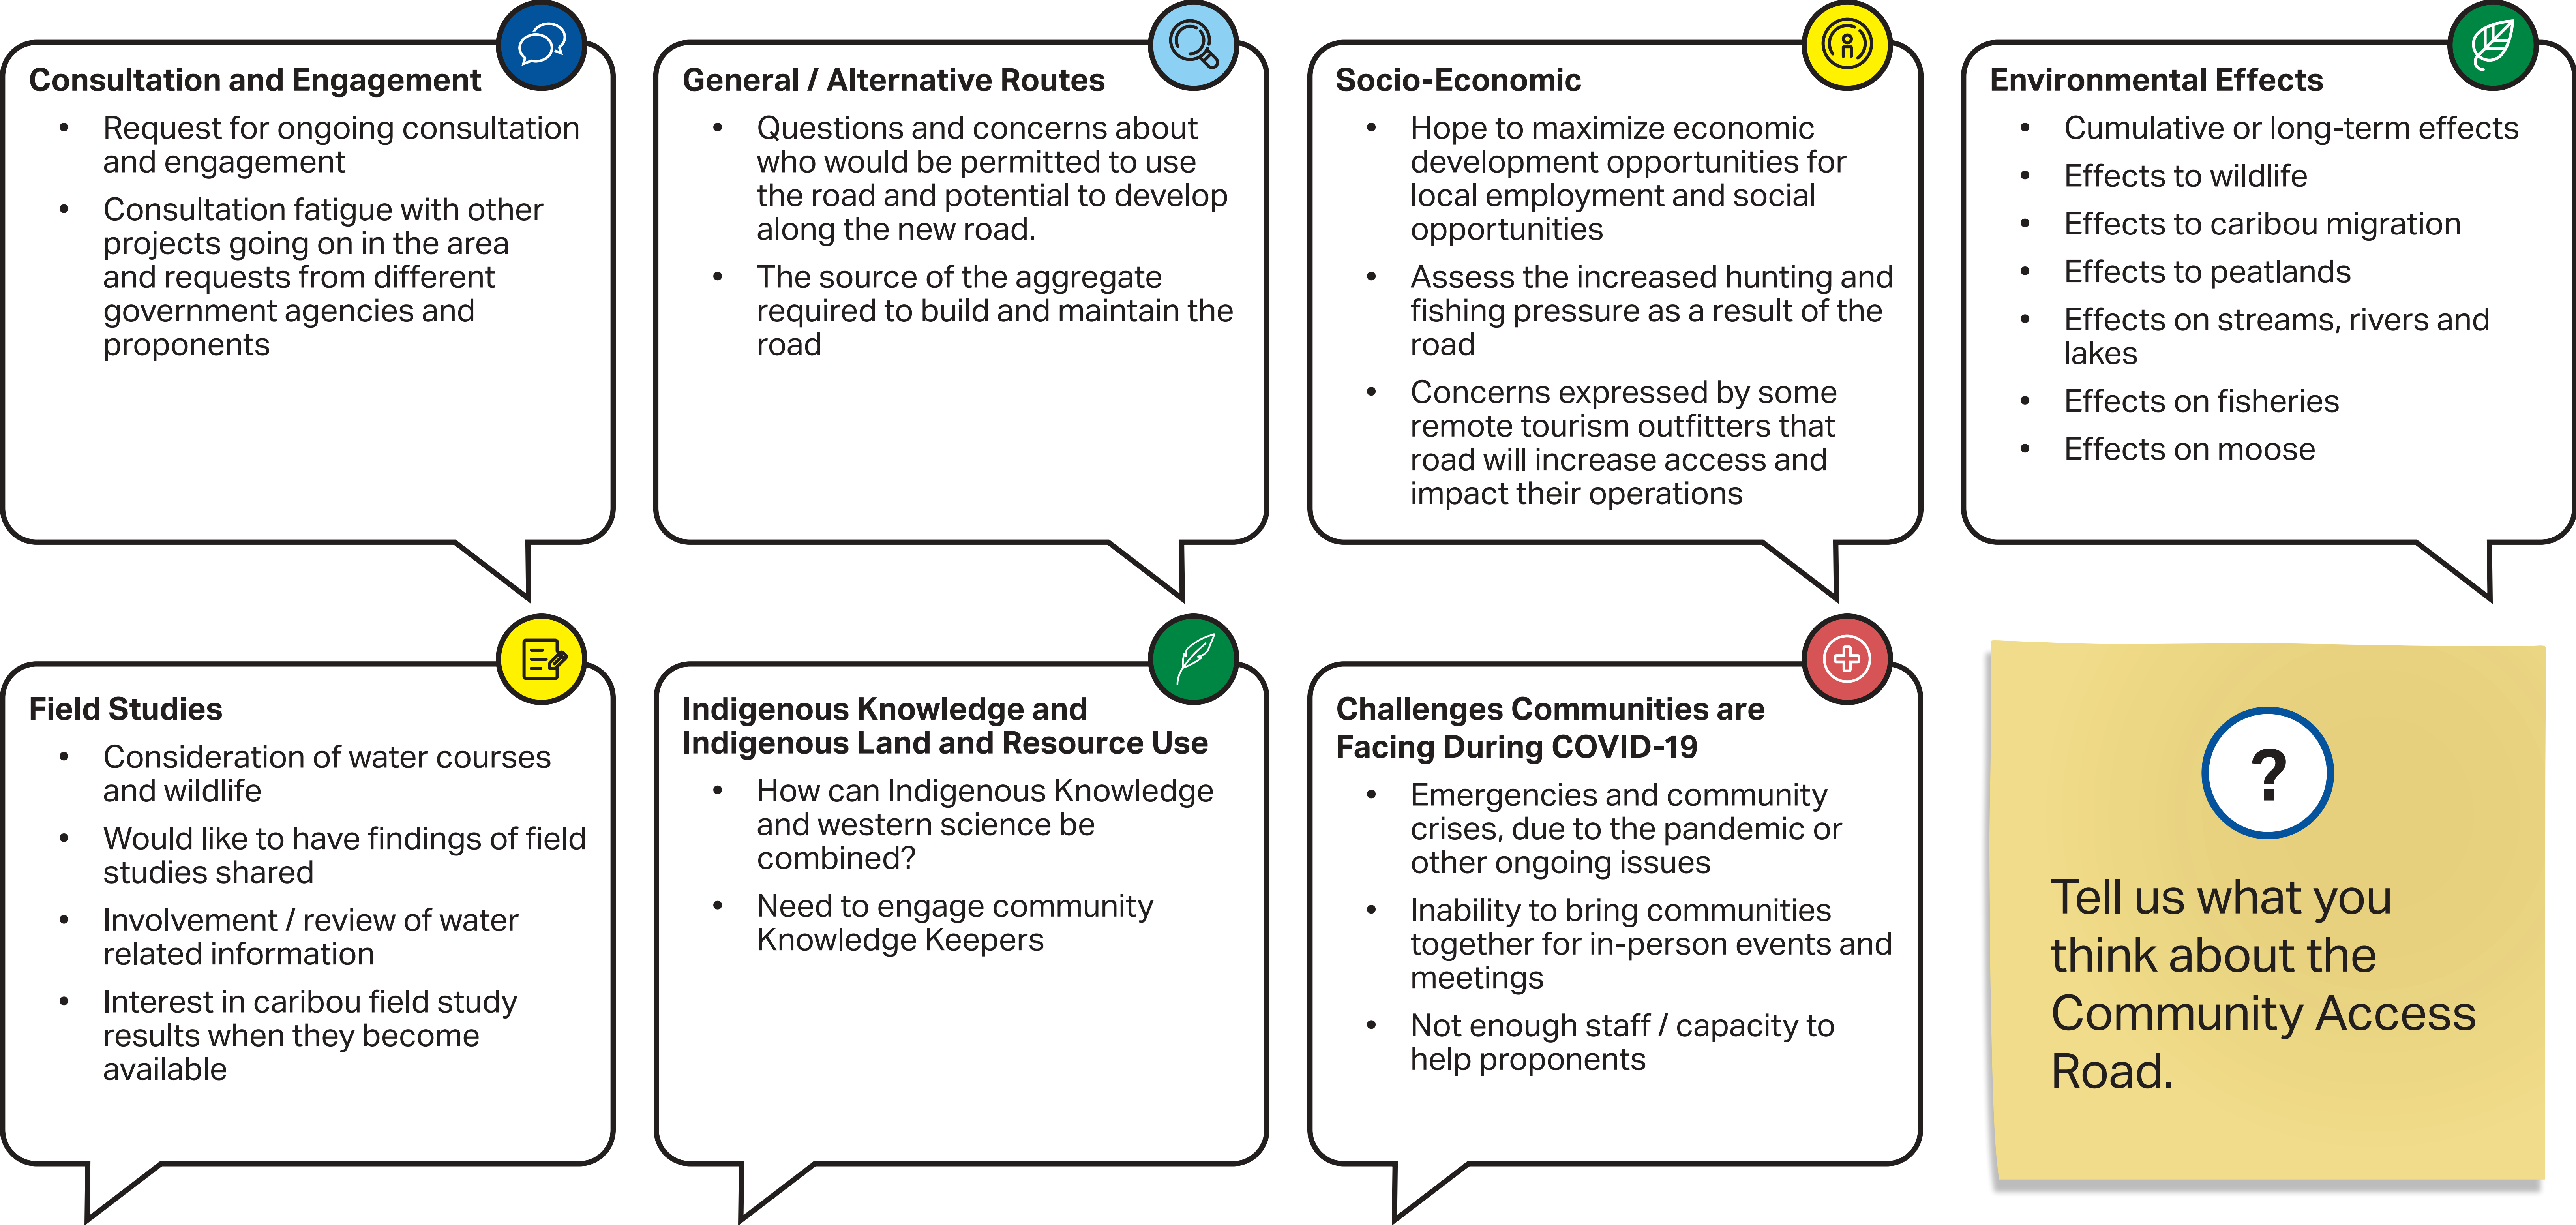 Consultation and Engagement
• Request for ongoing consultation
and engagement
• Consultation fatigue with other
projects going on in the area
and requests from different
government agencies and
proponents
General / Alternative Routes
• Questions and concerns about
who would be permitted to use
the road and potential to develop
along the new road.
• The source of the aggregate
required to build and maintain the
road
Socio-Economic
• Hope to maximize economic
development opportunities for
local employment and social
opportunities
• Assess the increased hunting and
fishing pressure as a result of the
road
• Concerns expressed by some
remote tourism outfitters that
road will increase access and
impact their operations
Environmental Effects
• Cumulative or long-term effects
• Effects to wildlife
• Effects to caribou migration
• Effects to peatlands
• Effects on streams, rivers and
lakes
• Effects on fisheries
• Effects on moose
Field Studies
• Consideration of water courses
and wildlife
• Would like to have findings of field
studies shared
• Involvement / review of water
related information
• Interest in caribou field study
results when they become
available
Indigenous Knowledge and
Indigenous Land and Resource Use
• How can Indigenous Knowledge
and western science be
combined?
• Need to engage community
Knowledge Keepers
Challenges Communities are
Facing During COVID-19
• Emergencies and community
crises, due to the pandemic or
other ongoing issues
• Inability to bring communities
together for in-person events and
meetings
• Not enough staff / capacity to
help proponents
?
Tell us what you
think about the
Community Access
Road.